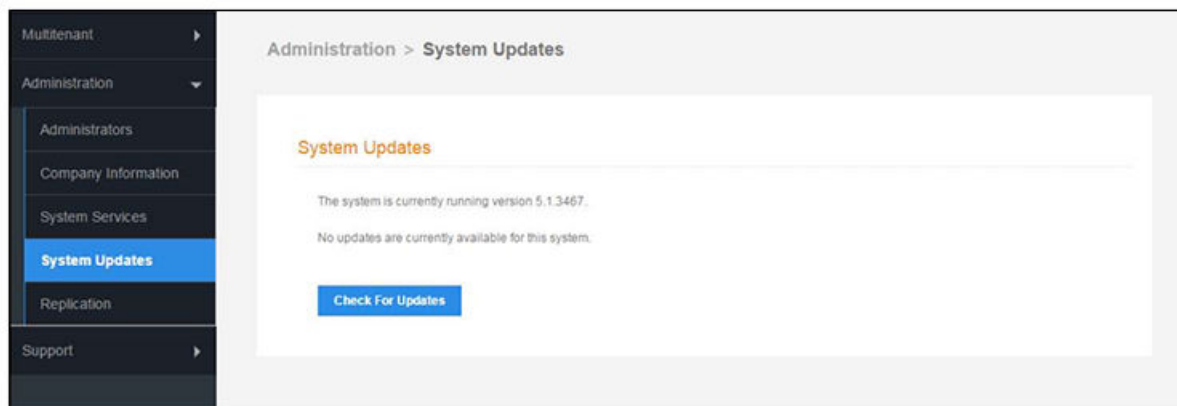 Multitenant
Administration
Administrators
Company Information
System Services
System Updates
Replication
Support
Administration > System Updates
System Updates
The system is currently running version 5.1.3467.
No updates are currently available for this system.
Check For Updates